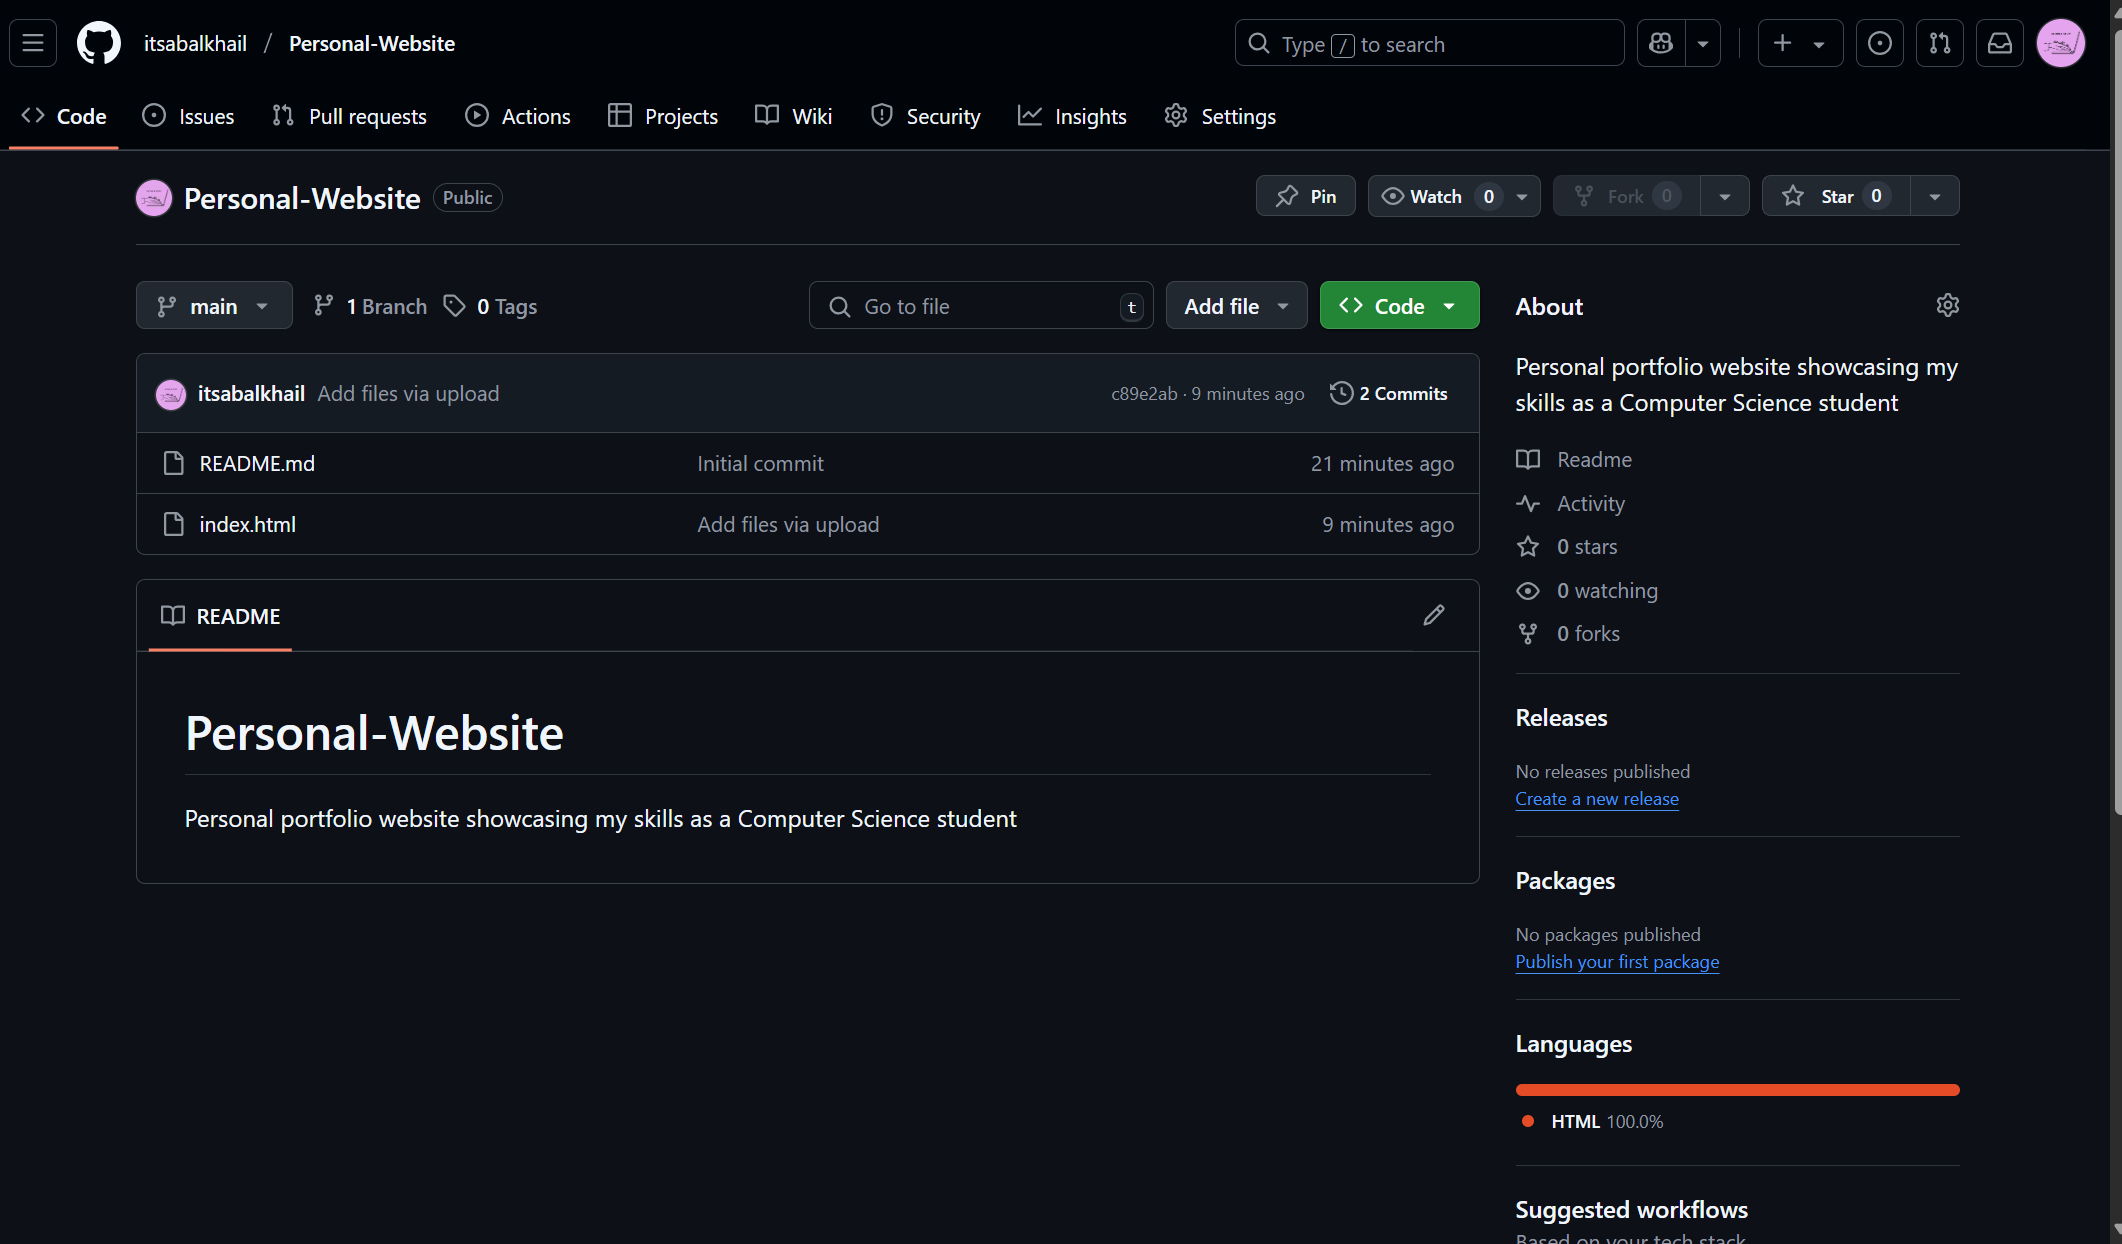 itsabalkhail / Personal-Website
Type / to search
Code Issues Pull requests Actions Projects Wiki Security Insights Settings
Personal-Website Public
Pin Watch 0 Fork 0 Star 0
main 1 Branch 0 Tags Go to file t Add file Code
itsabalkhail Add files via upload c89e2ab · 9 minutes ago 2 Commits
README.md Initial commit 21 minutes ago
index.html Add files via upload 9 minutes ago
README
Personal-Website
Personal portfolio website showcasing my skills as a Computer Science student
About
Personal portfolio website showcasing my
skills as a Computer Science student
Readme
Activity
0 stars
0 watching
0 forks
Releases
No releases published
Create a new release
Packages
No packages published
Publish your first package
Languages
HTML 100.0%
Suggested workflows
Based on your tech stack